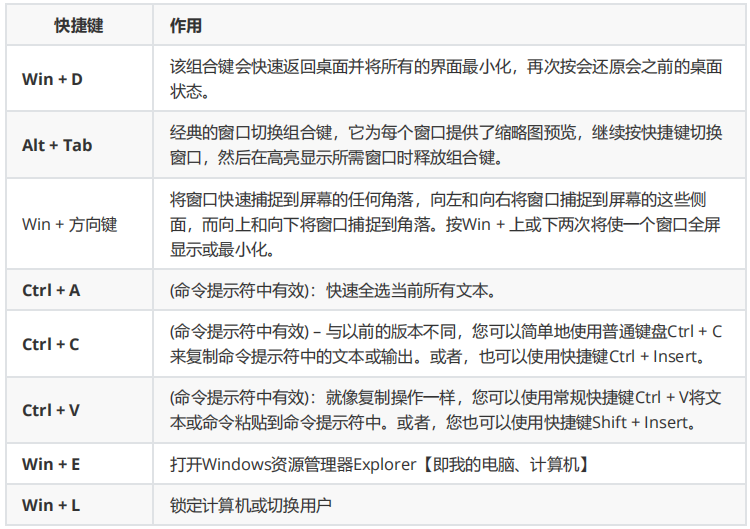 快捷键 作用
Win + D
该组合键会快速返回桌面并将所有的界面最小化，再次按会还原会之前的桌面
状态。
Alt + Tab
经典的窗口切换组合键，它为每个窗口提供了缩略图预览，继续按快捷键切换
窗口，然后在高亮显示所需窗口时释放组合键。
Win + 方向键
将窗口快速捕捉到屏幕的任何角落，向左和向右将窗口捕捉到屏幕的这些侧
面，而向上和向下将窗口捕捉到角落。按Win + 上或下两次将使一个窗口全屏
显示或最小化。
Ctrl + A
(命令提示符中有效)：快速全选当前所有文本。
Ctrl + C
(命令提示符中有效) – 与以前的版本不同，您可以简单地使用普通键盘Ctrl + C
来复制命令提示符中的文本或输出。或者，也可以使用快捷键Ctrl + Insert。
Ctrl + V
(命令提示符中有效)：就像复制操作一样，您可以使用常规快捷键Ctrl + V将文
本或命令粘贴到命令提示符中。或者，您也可以使用快捷键Shift + Insert。
Win + E
打开Windows资源管理器Explorer【即我的电脑、计算机】
Win + L
锁定计算机或切换用户